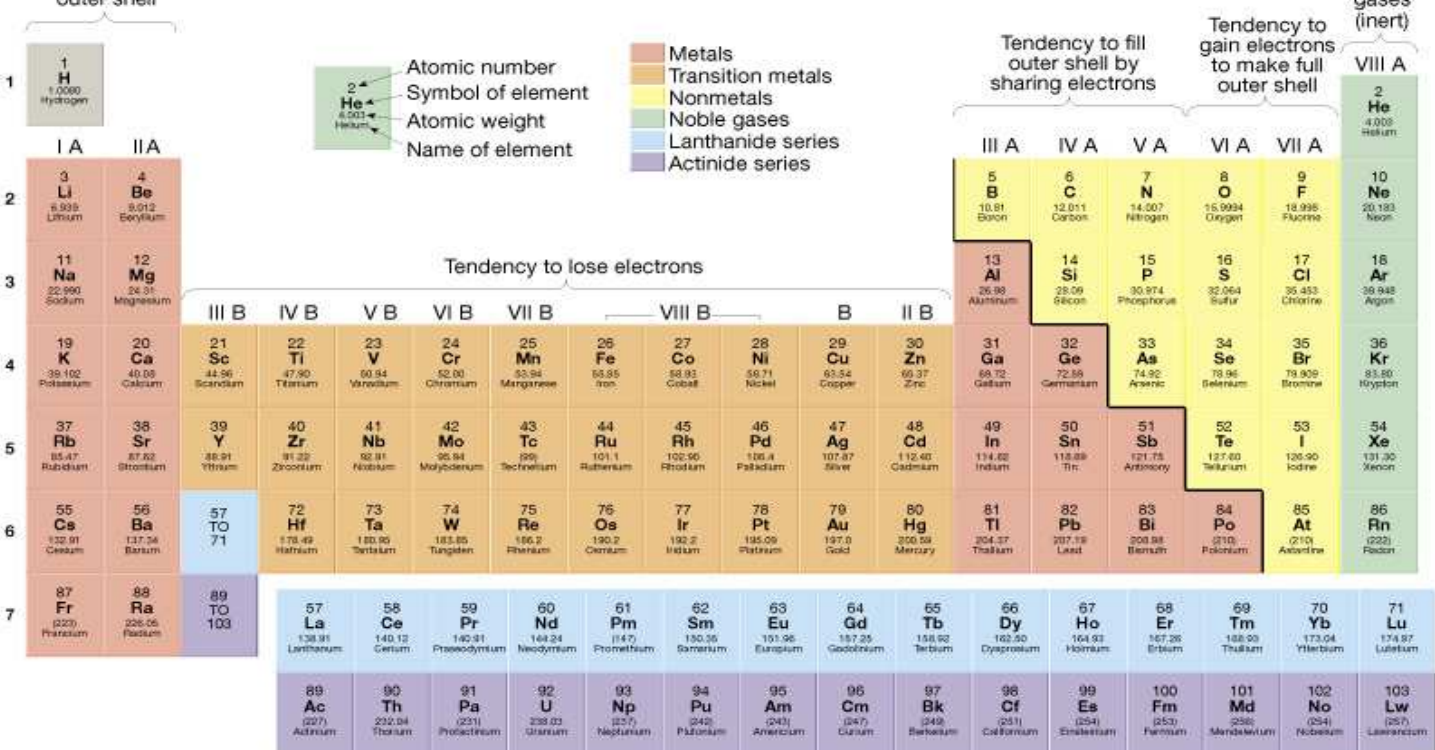 outer shell
gases
(inert)
Tendency to
gain electrons
to make full
outer shell
Tendency to fill
outer shell by
sharing electrons
VIII A
1
1
H
1.0080
Hydrogen
2
He
4.003
Helium
Atomic number
Symbol of element
Atomic weight
Name of element
Metals
Transition metals
Nonmetals
Noble gases
Lanthanide series
Actinide series
2
He
4.003
Helium
I A
II A
III A
IV A
V A
VI A
VII A
2
3
Li
6.939
Lithium
4
Be
9.012
Beryllium
5
B
10.81
Boron
6
C
12.011
Carbon
7
N
14.007
Nitrogen
8
O
15.9994
Oxygen
9
F
18.998
Fluorine
10
Ne
20.183
Neon
3
11
Na
22.990
Sodium
12
Mg
24.31
Magnesium
Tendency to lose electrons
13
Al
26.98
Aluminum
14
Si
28.09
Silicon
15
P
30.974
Phosphorus
16
S
32.064
Sulfur
17
Cl
35.453
Chlorine
18
Ar
39.948
Argon
III B
IV B
V B
VI B
VII B
VIII B
B
II B
4
19
K
39.102
Potassium
20
Ca
40.08
Calcium
21
Sc
44.96
Scandium
22
Ti
47.90
Titanium
23
V
50.94
Vanadium
24
Cr
52.00
Chromium
25
Mn
53.94
Manganese
26
Fe
55.85
Iron
27
Co
58.93
Cobalt
28
Ni
58.71
Nickel
29
Cu
63.54
Copper
30
Zn
65.37
Zinc
31
Ga
69.72
Gallium
32
Ge
72.59
Germanium
33
As
74.92
Arsenic
34
Se
78.96
Selenium
35
Br
79.909
Bromine
36
Kr
83.80
Krypton
5
37
Rb
85.47
Rubidium
38
Sr
87.62
Strontium
39
Y
88.91
Yttrium
40
Zr
91.22
Zirconium
41
Nb
92.91
Niobium
42
Mo
95.94
Molybdenum
43
Tc
(99)
Technetium
44
Ru
101.1
Ruthenium
45
Rh
102.90
Rhodium
46
Pd
106.4
Palladium
47
Ag
107.87
Silver
48
Cd
112.40
Cadmium
49
In
114.82
Indium
50
Sn
118.69
Tin
51
Sb
121.75
Antimony
52
Te
127.60
Tellurium
53
I
126.90
Iodine
54
Xe
131.30
Xenon
6
55
Cs
132.91
Cesium
56
Ba
137.34
Barium
57
TO
71
72
Hf
178.49
Hafnium
73
Ta
180.95
Tantalum
74
W
183.85
Tungsten
75
Re
186.2
Rhenium
76
Os
190.2
Osmium
77
Ir
192.2
Iridium
78
Pt
195.09
Platinum
79
Au
197.0
Gold
80
Hg
200.59
Mercury
81
Tl
204.37
Thallium
82
Pb
207.19
Lead
83
Bi
208.98
Bismuth
84
Po
(210)
Polonium
85
At
(210)
Astantine
86
Rn
(222)
Radon
7
87
Fr
(223)
Francium
88
Ra
226.05
Radium
89
TO
103
57
La
138.91
Lanthanum
58
Ce
140.12
Cerium
59
Pr
140.91
Praseodymium
60
Nd
144.24
Neodymium
61
Pm
(147)
Promethium
62
Sm
150.35
Samarium
63
Eu
151.96
Europium
64
Gd
157.25
Gadolinium
65
Tb
158.92
Terbium
66
Dy
162.50
Dysprosium
67
Ho
164.93
Holmium
68
Er
167.26
Erbium
69
Tm
168.93
Thullium
70
Yb
173.04
Ytterbium
71
Lu
174.97
Lutetium
89
Ac
(227)
Actinium
90
Th
232.04
Thorium
91
Pa
(231)
Protactinium
92
U
238.03
Uranium
93
Np
(237)
Neptunium
94
Pu
(242)
Plutonium
95
Am
(243)
Americium
96
Cm
(247)
Curium
97
Bk
(249)
Berkelium
98
Cf
(251)
Californium
99
Es
(254)
Einsteinium
100
Fm
(253)
Fermium
101
Md
(256)
Mendelevium
102
No
(254)
Nobelium
103
Lw
(257)
Lawrencium